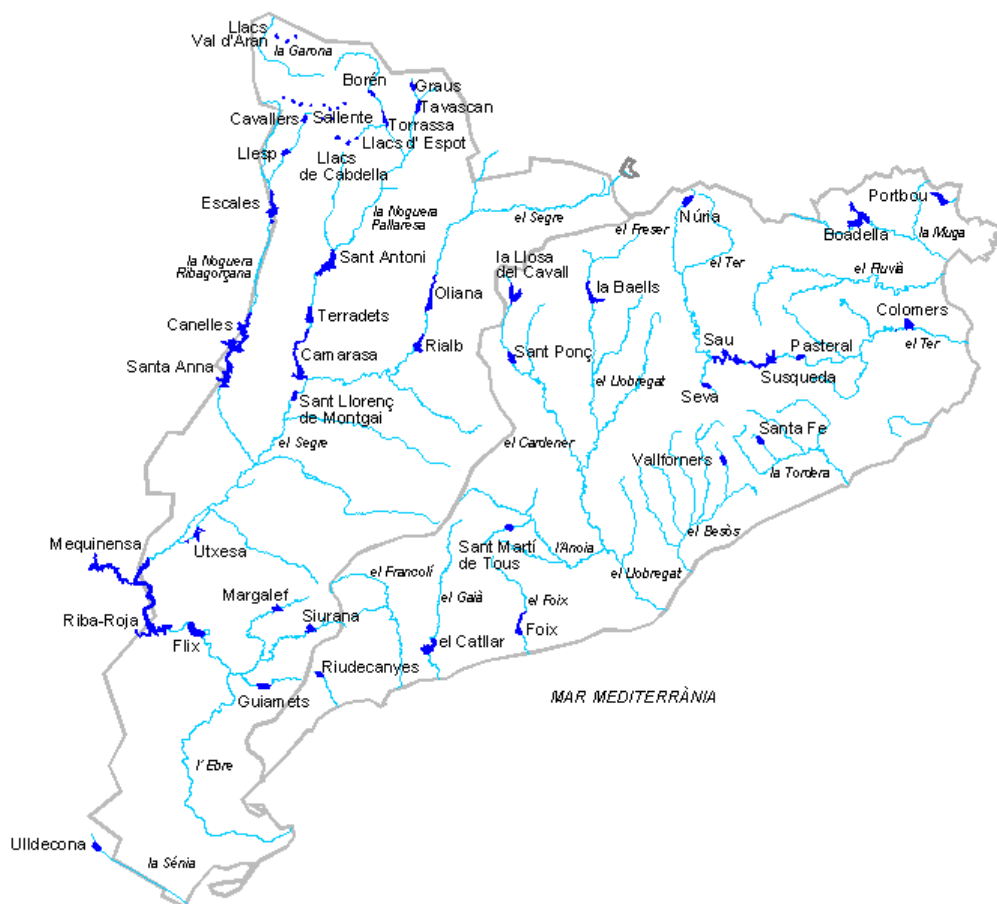 Llacs
Val d'Aran
la Garona
Borén
Graus
Tavascan
Cavallers
Sallente
Torrassa
Llacs d' Espot
Llesp
Llacs
de Cabdella
Escales
la Noguera
Pallaresa
el Segre
Núria
Portbou
el Freser
Boadella
la Muga
la Noguera
Ribagorçana
Sant Antoni
la Llosa
del Cavall
el Ter
el Fluvià
Oliana
la Baells
Colomers
Terradets
Canelles
Camarasa
Rialb
Sant Ponç
Sau
Pasteral
el Ter
Santa Anna
Susqueda
el Llobregat
Seva
Sant Llorenç
de Montgai
el Segre
el Cardener
Santa Fe
Vallforners
la Tordera
Mequinensa
Utxesa
Sant Martí
de Tous
l'Anoia
el Besòs
el Francolí
el Llobregat
Margalef
el Gaià
el Foix
Riba-Roja
Siurana
Flix
el Catllar
Foix
Riudecanyes
Guiamets
MAR MEDITERRÀNIA
l' Ebre
Ulldecona
la Sénia